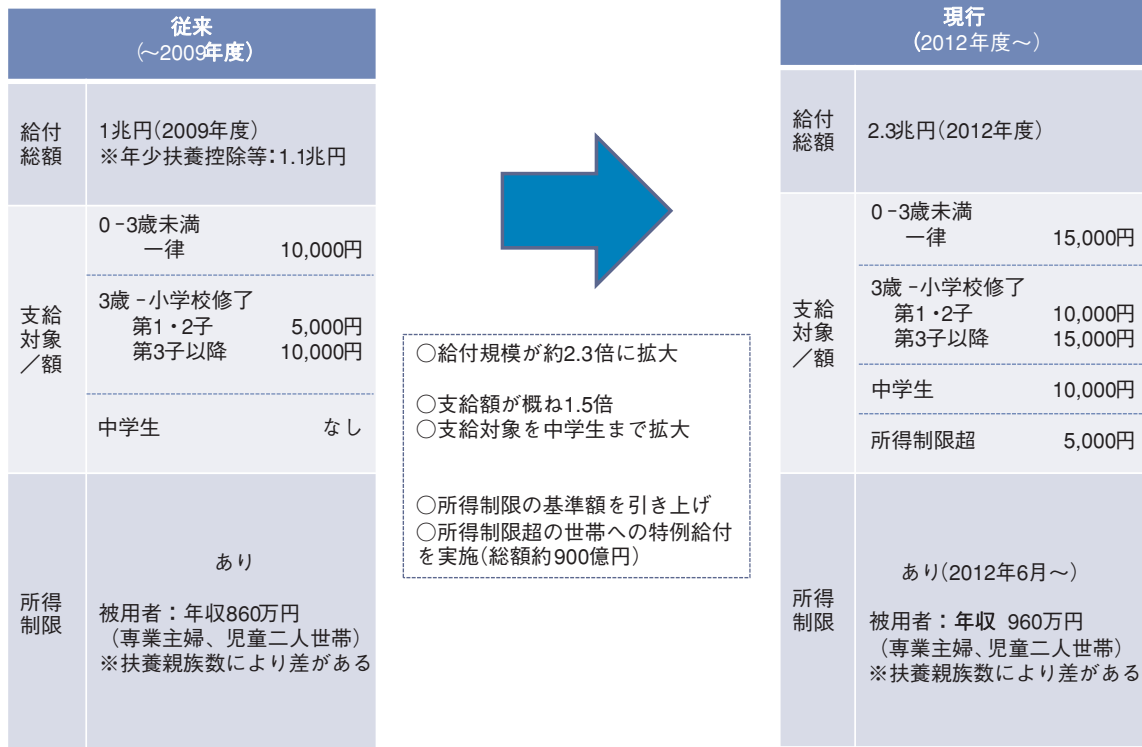 従来
(～2009年度)
給付
総額
1兆円(2009年度)
※年少扶養控除等：1.1兆円
支給
対象
／額
0-3歳未満
一律 10,000円
3歳-小学校修了
第1・2子 5,000円
第3子以降 10,000円
中学生 なし
所得
制限
あり
被用者：年収860万円
(専業主婦、児童二人世帯)
※扶養親族数により差がある
○給付規模が約2.3倍に拡大
○支給額が概ね1.5倍
○支給対象を中学生まで拡大
○所得制限の基準額を引き上げ
○所得制限超の世帯への特例給付
を実施(総額約900億円)
現行
(2012年度～)
給付
総額
2.3兆円(2012年度)
支給
対象
／額
0-3歳未満
一律 15,000円
3歳-小学校修了
第1・2子 10,000円
第3子以降 15,000円
中学生 10,000円
所得制限超 5,000円
所得
制限
あり(2012年6月～)
被用者：年収 960万円
(専業主婦、児童二人世帯)
※扶養親族数により差がある